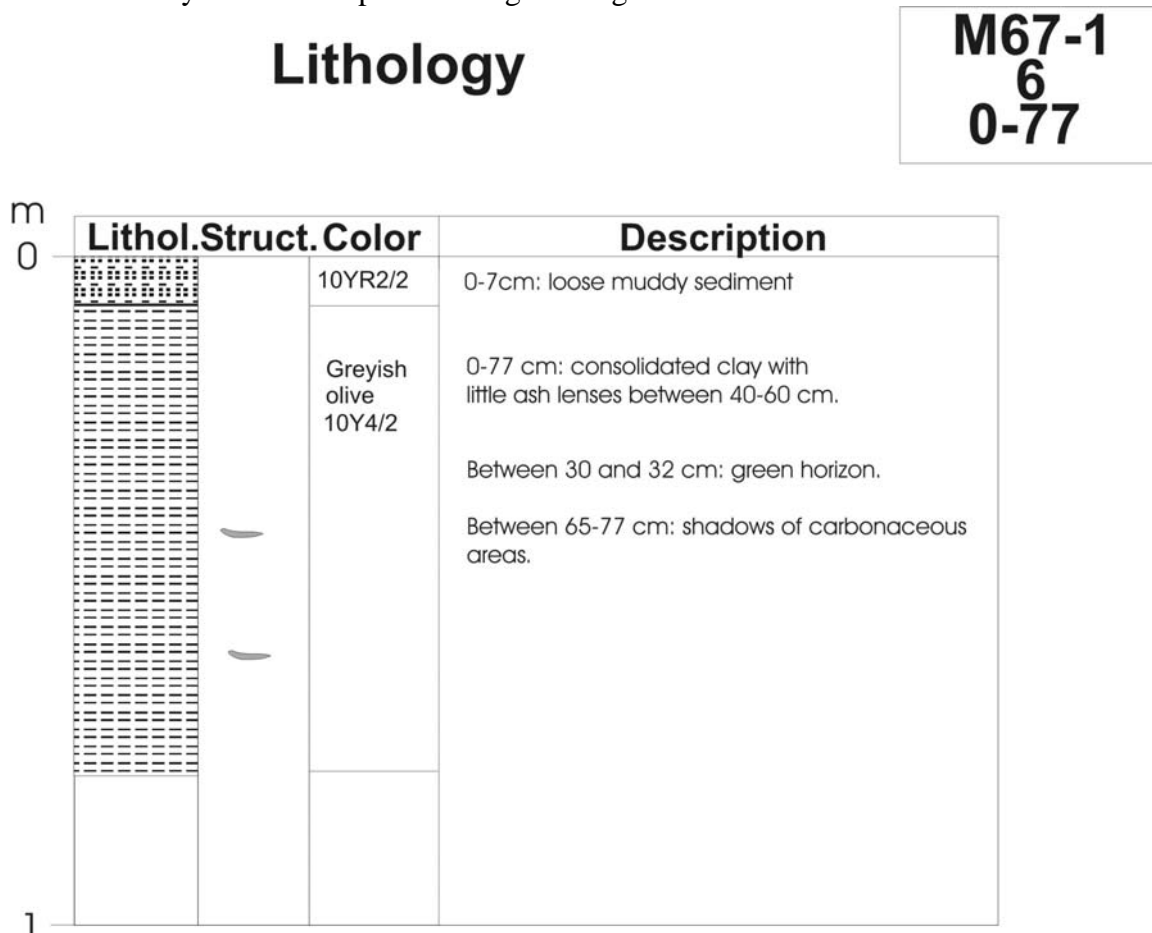 Lithology
M67-1
6
0-77
m
Lithol. Struct. Color Description
0
10YR2/2
0-7cm: loose muddy sediment
Greyish
olive
10Y4/2
0-77 cm: consolidated clay with
little ash lenses between 40-60 cm.
Between 30 and 32 cm: green horizon.
Between 65-77 cm: shadows of carbonaceous
areas.
1